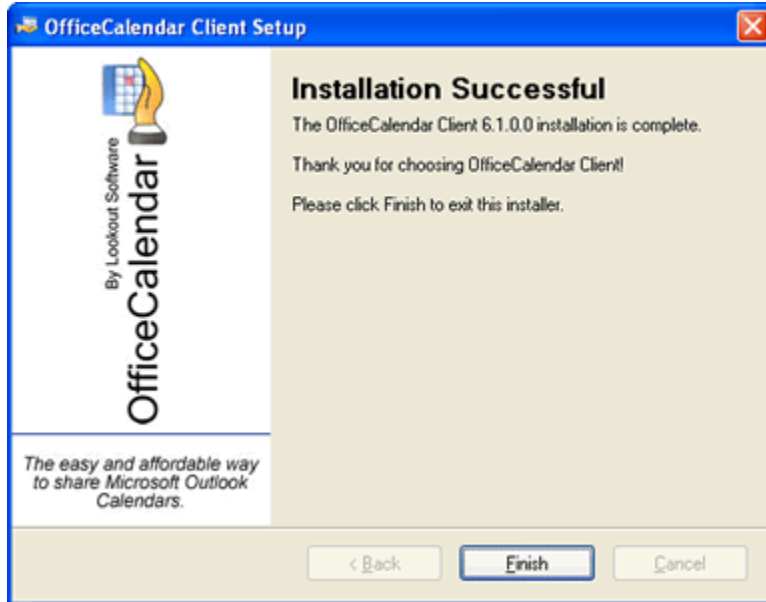 OfficeCalendar Client Setup
By Lookout Software
OfficeCalendar
The easy and affordable way
to share Microsoft Outlook
Calendars.
Installation Successful
The OfficeCalendar Client 6.1.0.0 installation is complete.
Thank you for choosing OfficeCalendar Client!
Please click Finish to exit this installer.
< Back
Finish
Cancel